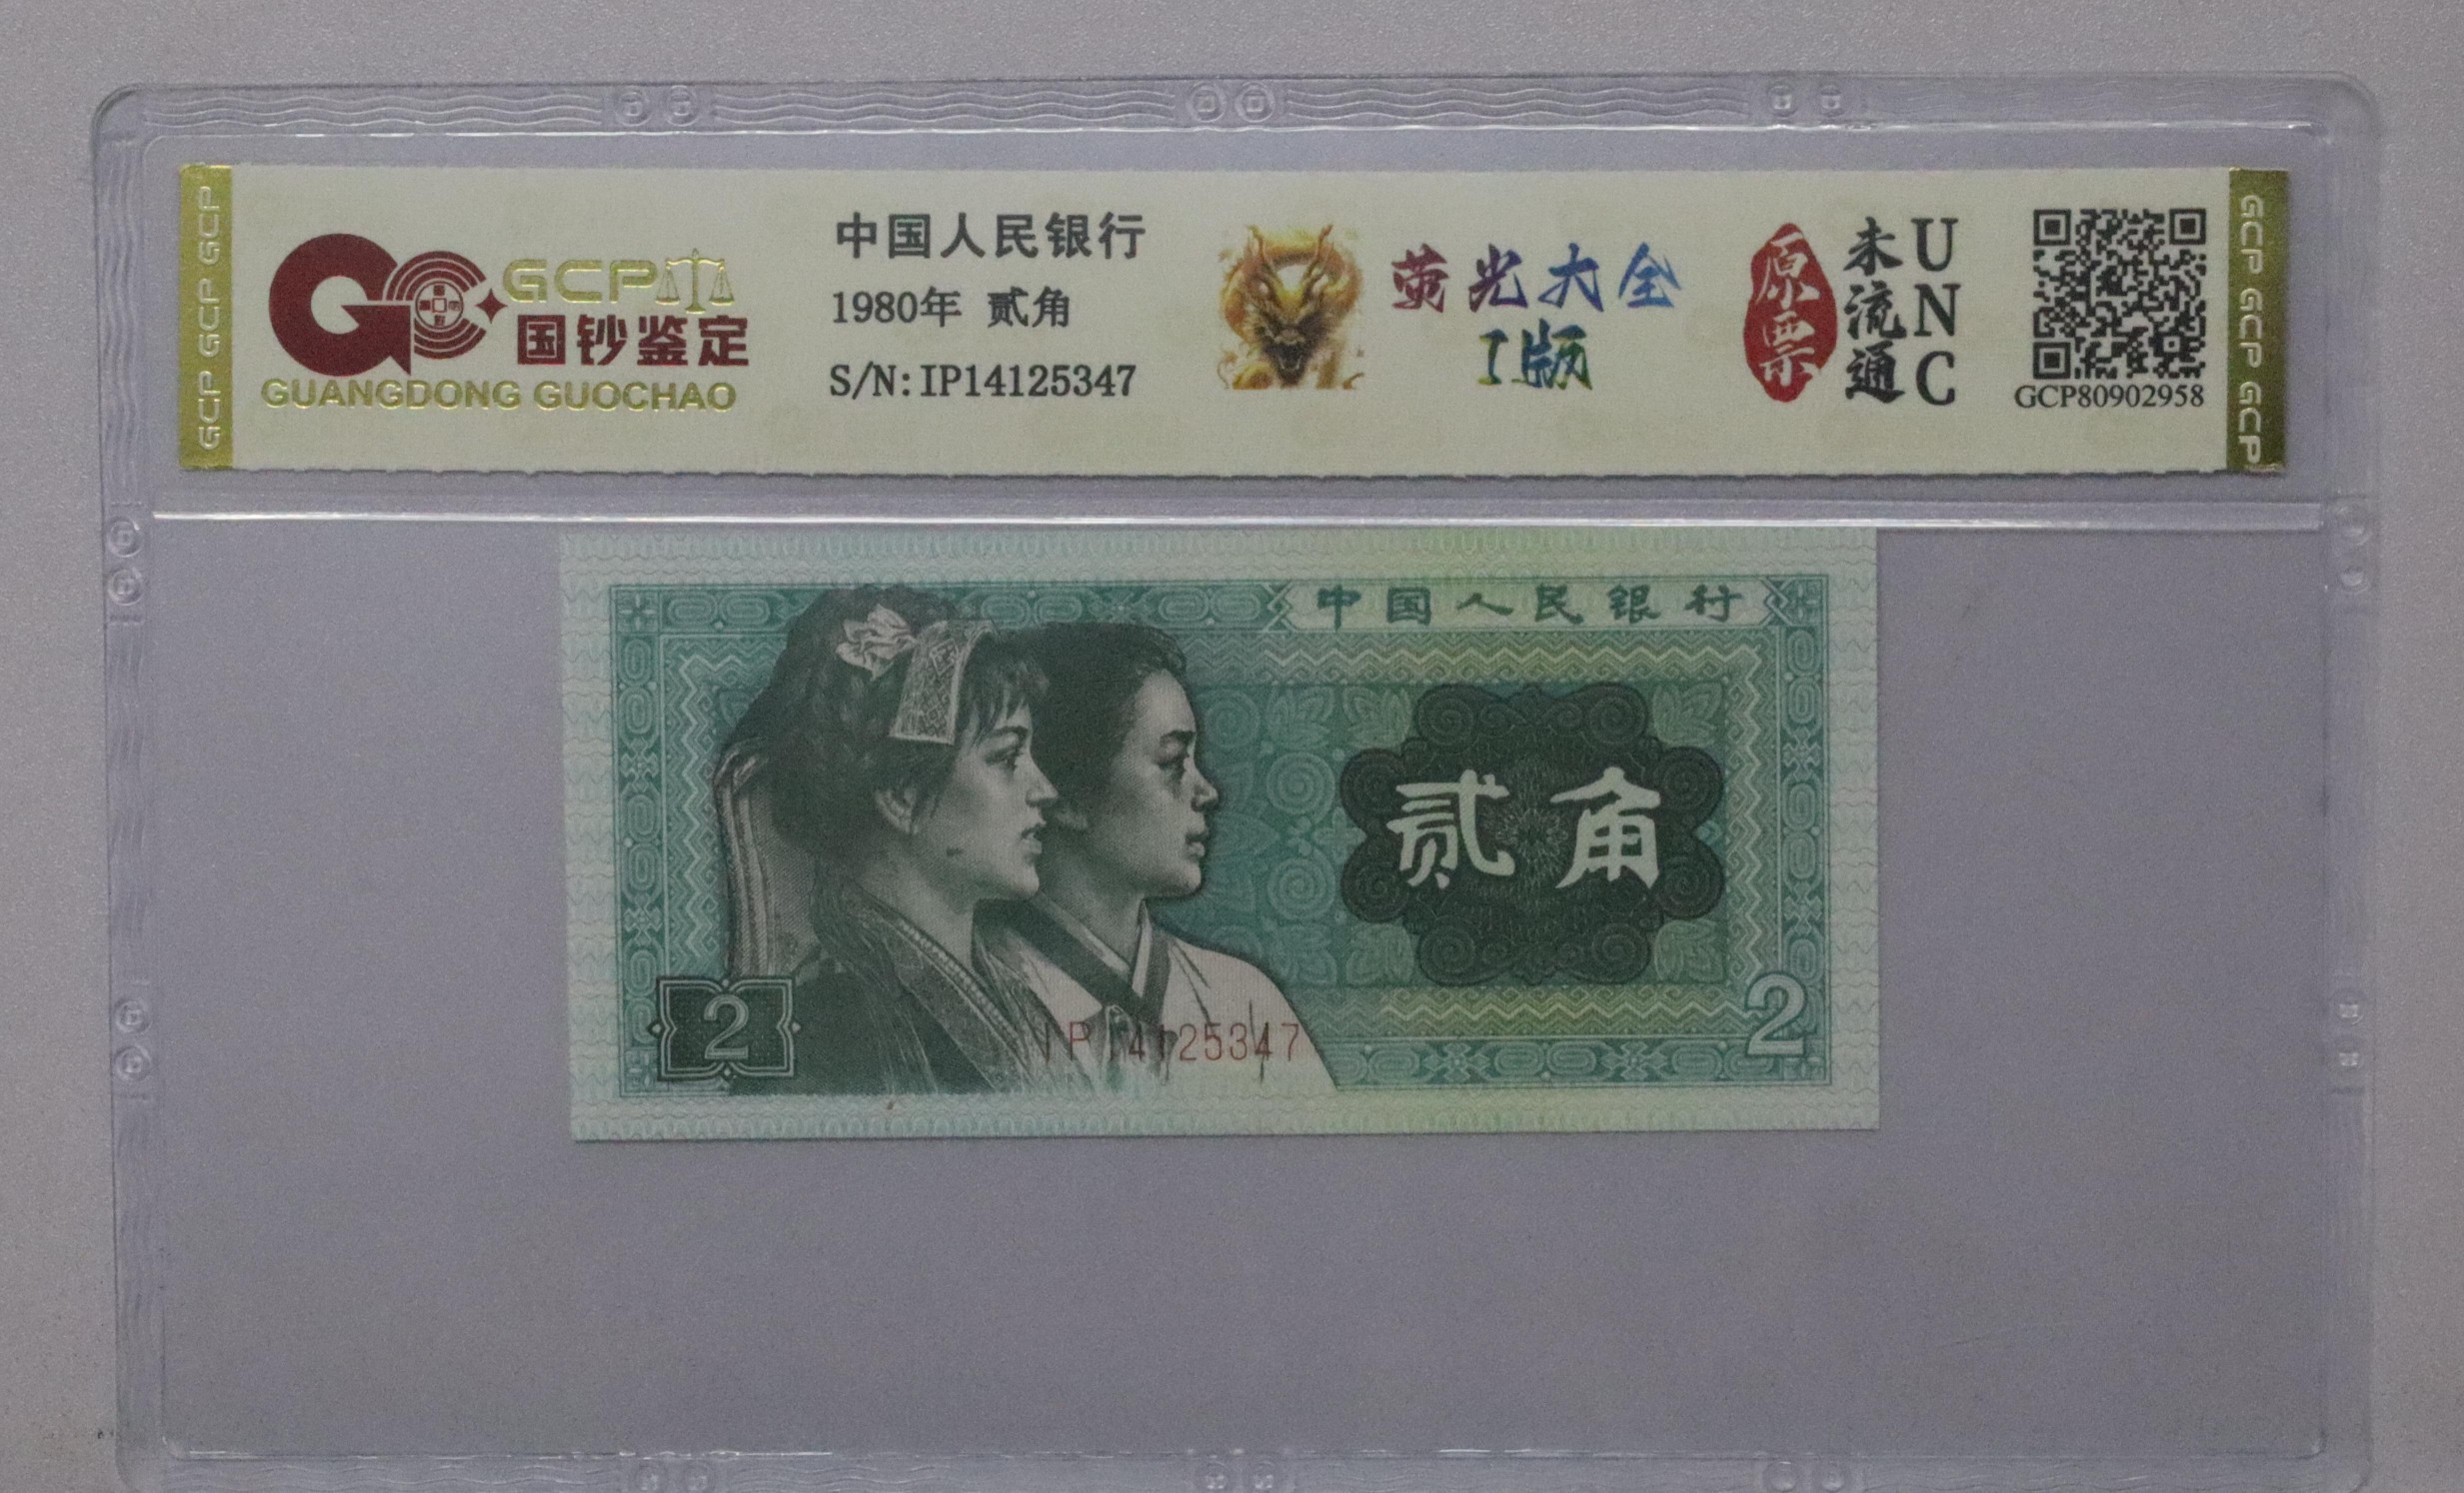 GCP GCP GCP
GCP
国钞鉴定
GUANGDONG GUOCHAO
中国人民银行
1980年 贰角
S/N: IP14125347
荧光大全
I版
原票
未流通
UNC
GCP80902958
GCP GCP GCP
中国人民银行
贰角
2
IP14125347
2